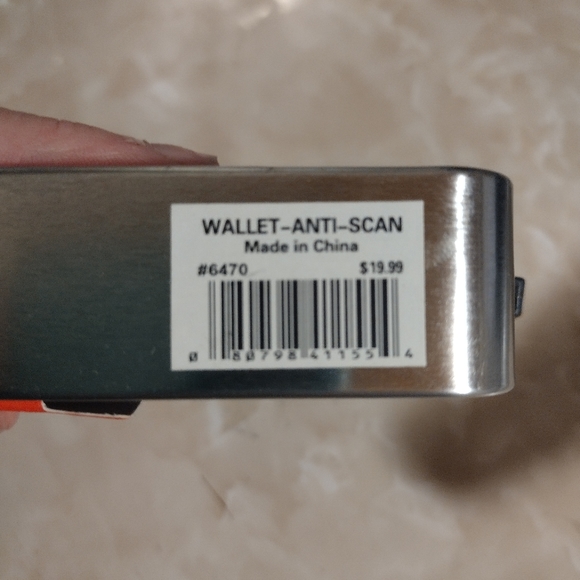 WALLET-ANTI-SCAN
Made in China
#6470 $19.99
0 80798 41155 4